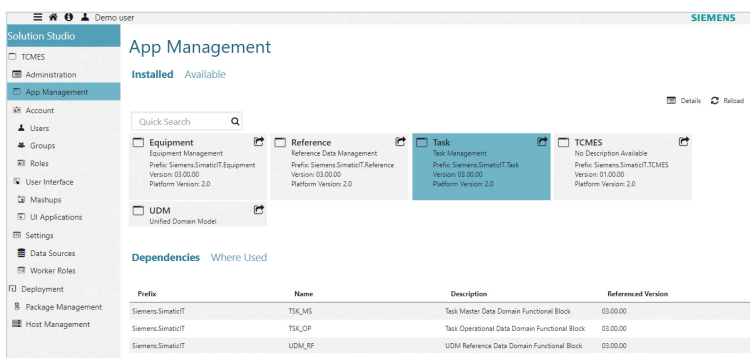 Demo user
SIEMENS
Solution Studio
TCMES
Administration
App Management
Account
Users
Groups
Roles
User Interface
Mashups
UI Applications
Settings
Data Sources
Worker Roles
Deployment
Package Management
Host Management
App Management
Installed Available
Details Reload
Quick Search
Equipment
Equipment Management
Prefix: Siemens.SimaticIT.Equipment
Version: 03.00.00
Platform Version: 2.0
Reference
Reference Data Management
Prefix: Siemens.SimaticIT.Reference
Version: 03.00.00
Platform Version: 2.0
Task
Task Management
Prefix: Siemens.SimaticIT.Task
Version: 03.00.00
Platform Version: 2.0
TCMES
No Description Available
Prefix: Siemens.SimaticIT.TCMES
Version: 01.00.00
Platform Version: 2.0
UDM
Unified Domain Model
Dependencies Where Used
Prefix Name Description Referenced Version
Siemens.SimaticIT TSK_MS Task Master Data Domain Functional Block 03.00.00
Siemens.SimaticIT TSK_OP Task Operational Data Domain Functional Block 03.00.00
Siemens.SimaticIT UDM_RF UDM Reference Data Domain Functional Block 03.00.00